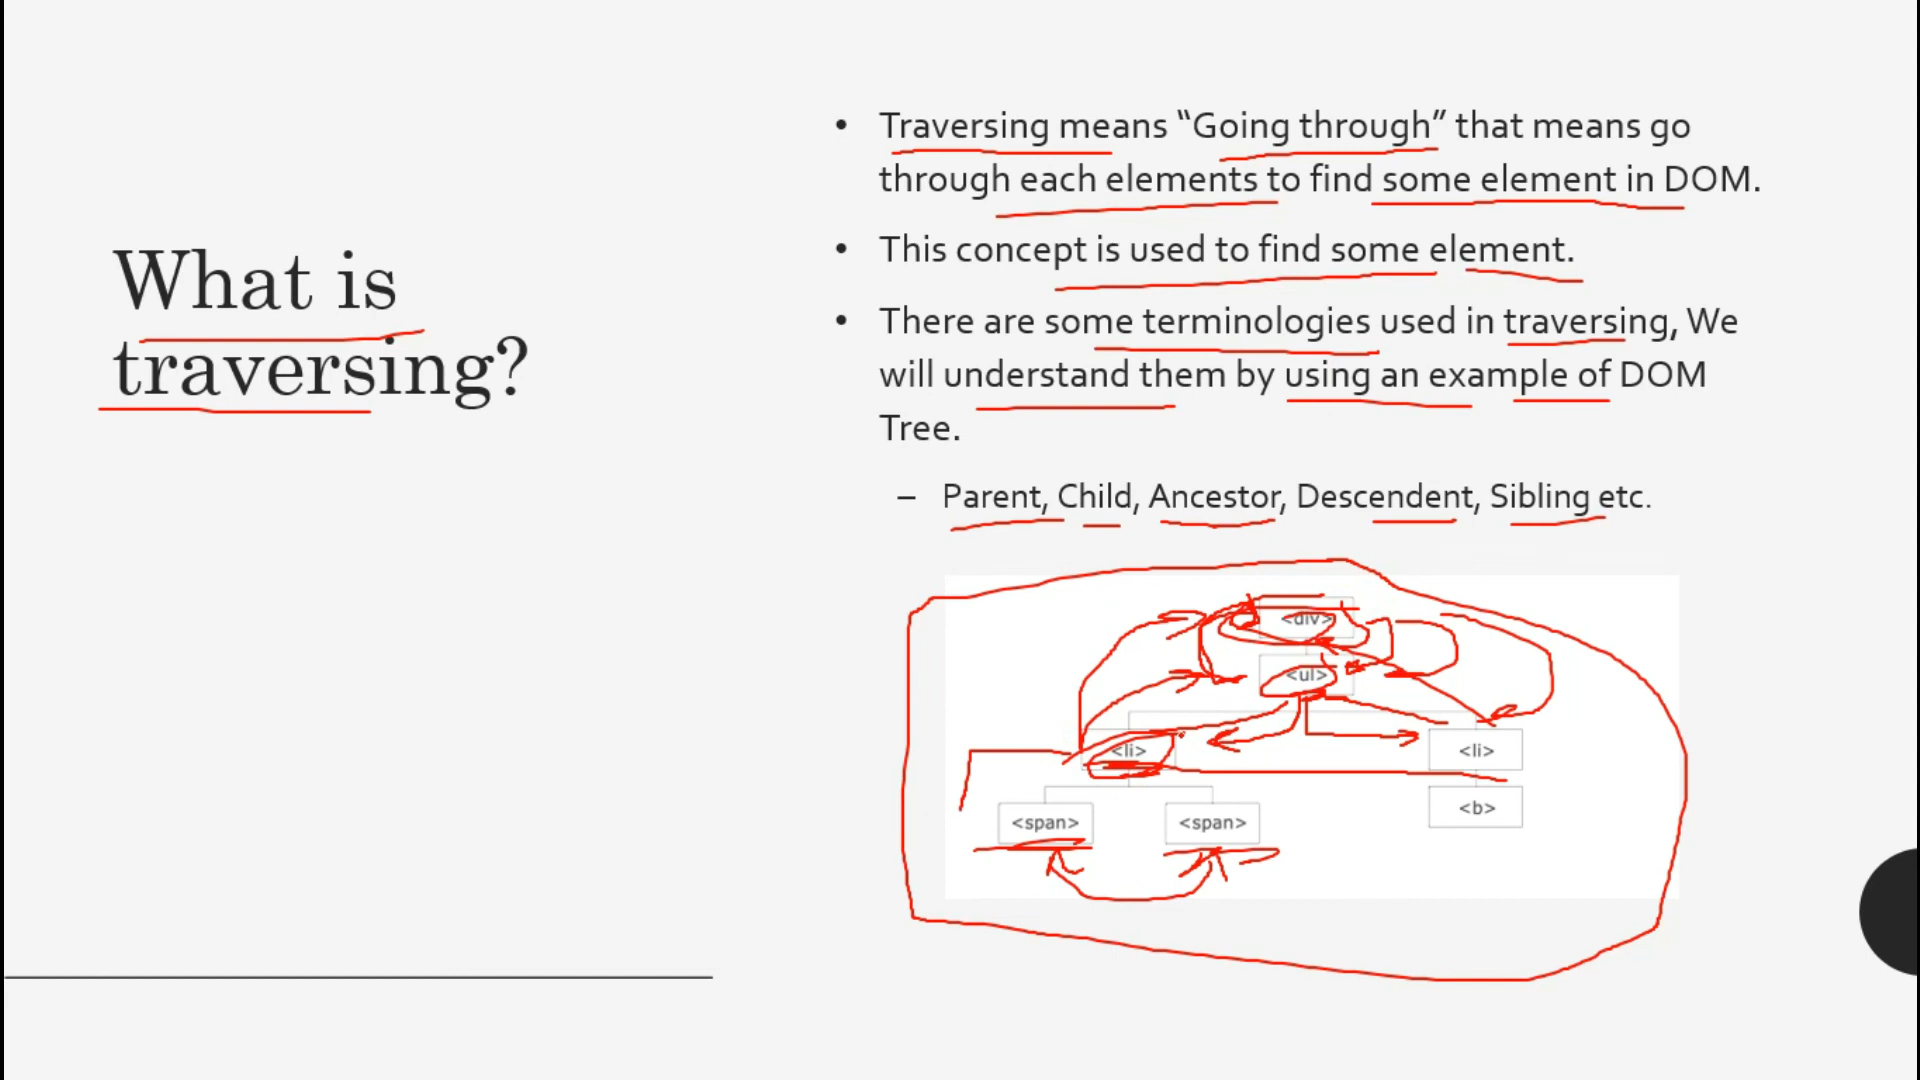 What is
traversing?
• Traversing means “Going through” that means go
through each elements to find some element in DOM.
• This concept is used to find some element.
• There are some terminologies used in traversing, We
will understand them by using an example of DOM
Tree.
– Parent, Child, Ancestor, Descendent, Sibling etc.
<div>
<ul>
<li> <li>
<span> <span> <b>